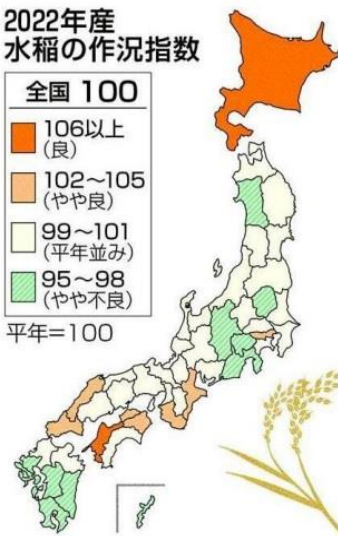 2022年産
水稲の作況指数
全国 100
106以上
(良)
102〜105
(やや良)
99〜101
(平年並み)
95〜98
(やや不良)
平年=100